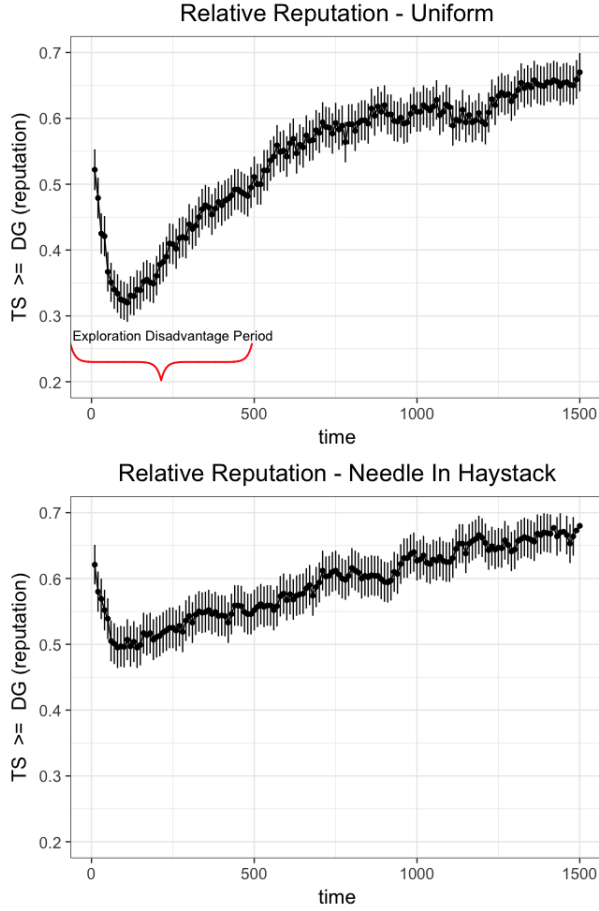 Relative Reputation - Uniform
TS >= DG (reputation)
0.7
0.6
0.5
0.4
0.3
0.2
Exploration Disadvantage Period
0 500 1000 1500
time
Relative Reputation - Needle In Haystack
TS >= DG (reputation)
0.7
0.6
0.5
0.4
0.3
0.2
0 500 1000 1500
time